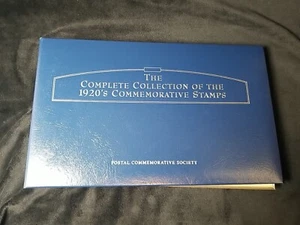 The
Complete Collection of the
1920's Commemorative Stamps
Postal Commemorative Society